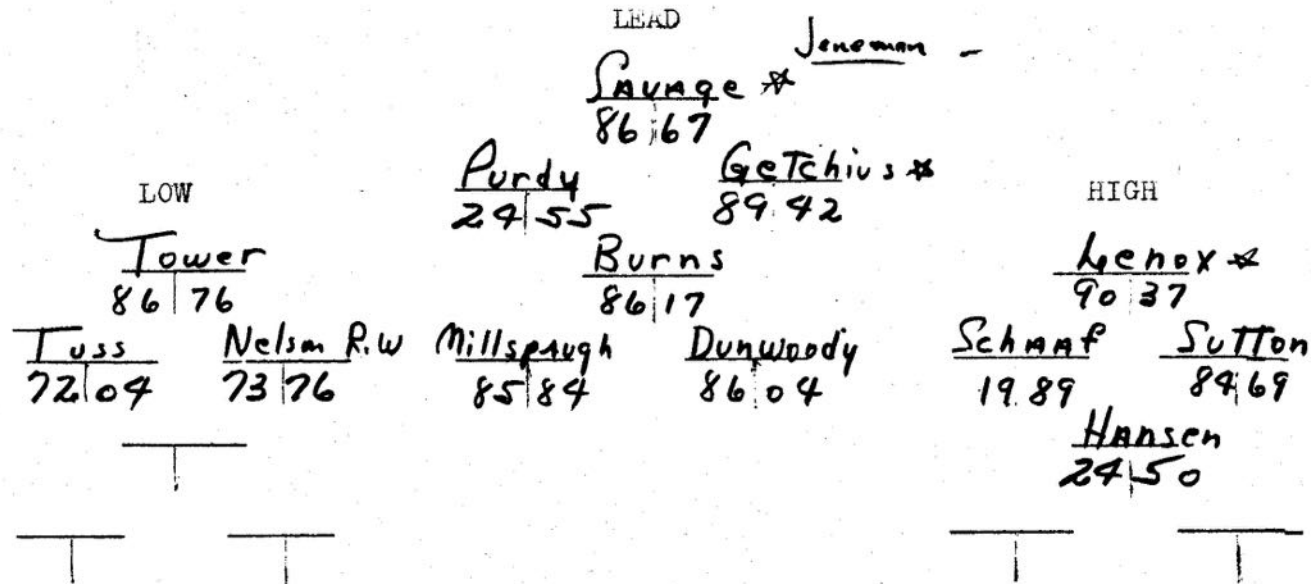 LEAD
Jeneman -
Savage ☆
86 67
Purdy
24 55
Getchius ☆
89 42
Burns
86 17
Millspaugh
85 84
Dunwoody
86 04
LOW
Tower
86 76
Tuss
72 04
Nelson R.W
73 76
HIGH
Lenox ☆
90 37
Schaaf
19 89
Sutton
84 69
Hansen
24 50